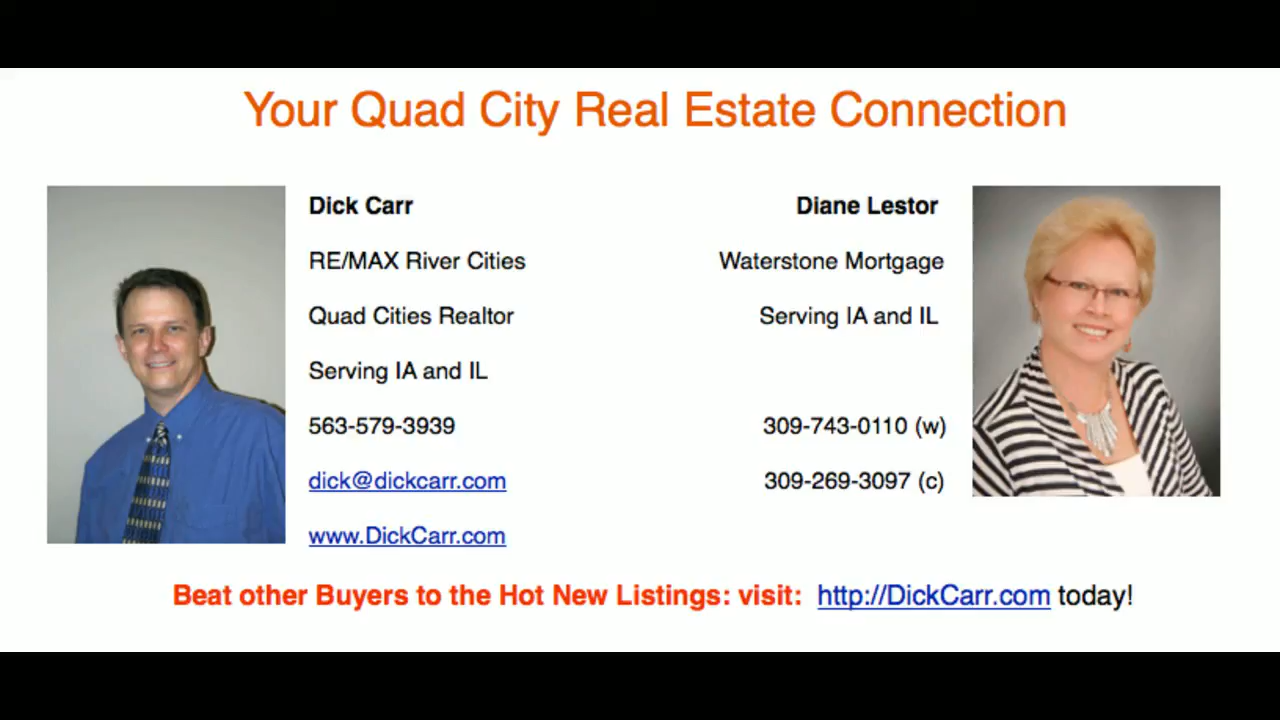 Your Quad City Real Estate Connection
Dick Carr
RE/MAX River Cities
Quad Cities Realtor
Serving IA and IL
563-579-3939
dick@dickcarr.com
www.DickCarr.com
Diane Lestor
Waterstone Mortgage
Serving IA and IL
309-743-0110 (w)
309-269-3097 (c)
Beat other Buyers to the Hot New Listings: visit: http://DickCarr.com today!